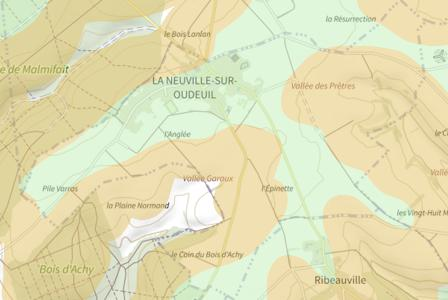 la Résurrection
le Bois Lanlan
e de Malmifait
LA NEUVILLE-SUR-
OUDEUIL
Vallée des Prêtres
l'Anglée
Vallée Garaux
Pile Varras
l'Épinette
la Plaine Normand
les Vingt-Huit M
le Coin du Bois d'Achy
Bois d'Achy
Ribeauville